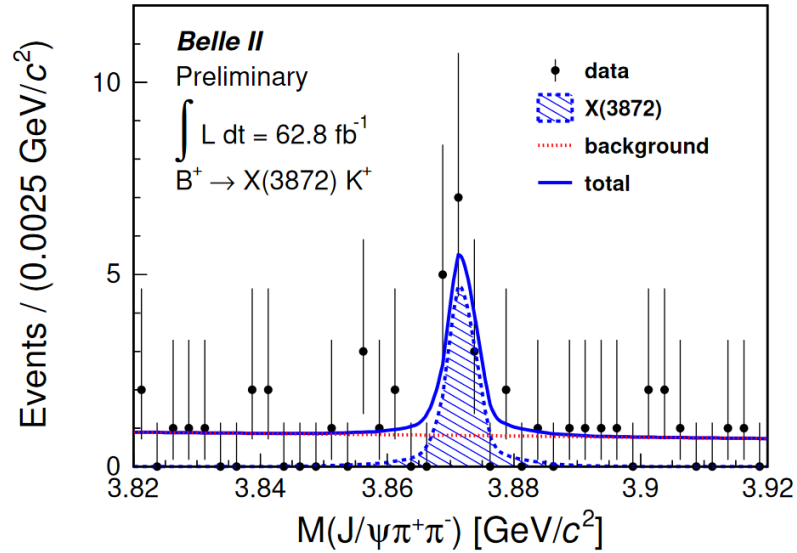 Belle II
Preliminary
∫ L dt = 62.8 fb⁻¹
B⁺ → X(3872) K⁺
data
X(3872)
background
total
Events / (0.0025 GeV/c²)
10
5
0
3.82 3.84 3.86 3.88 3.9 3.92
M(J/ψπ⁺π⁻) [GeV/c²]